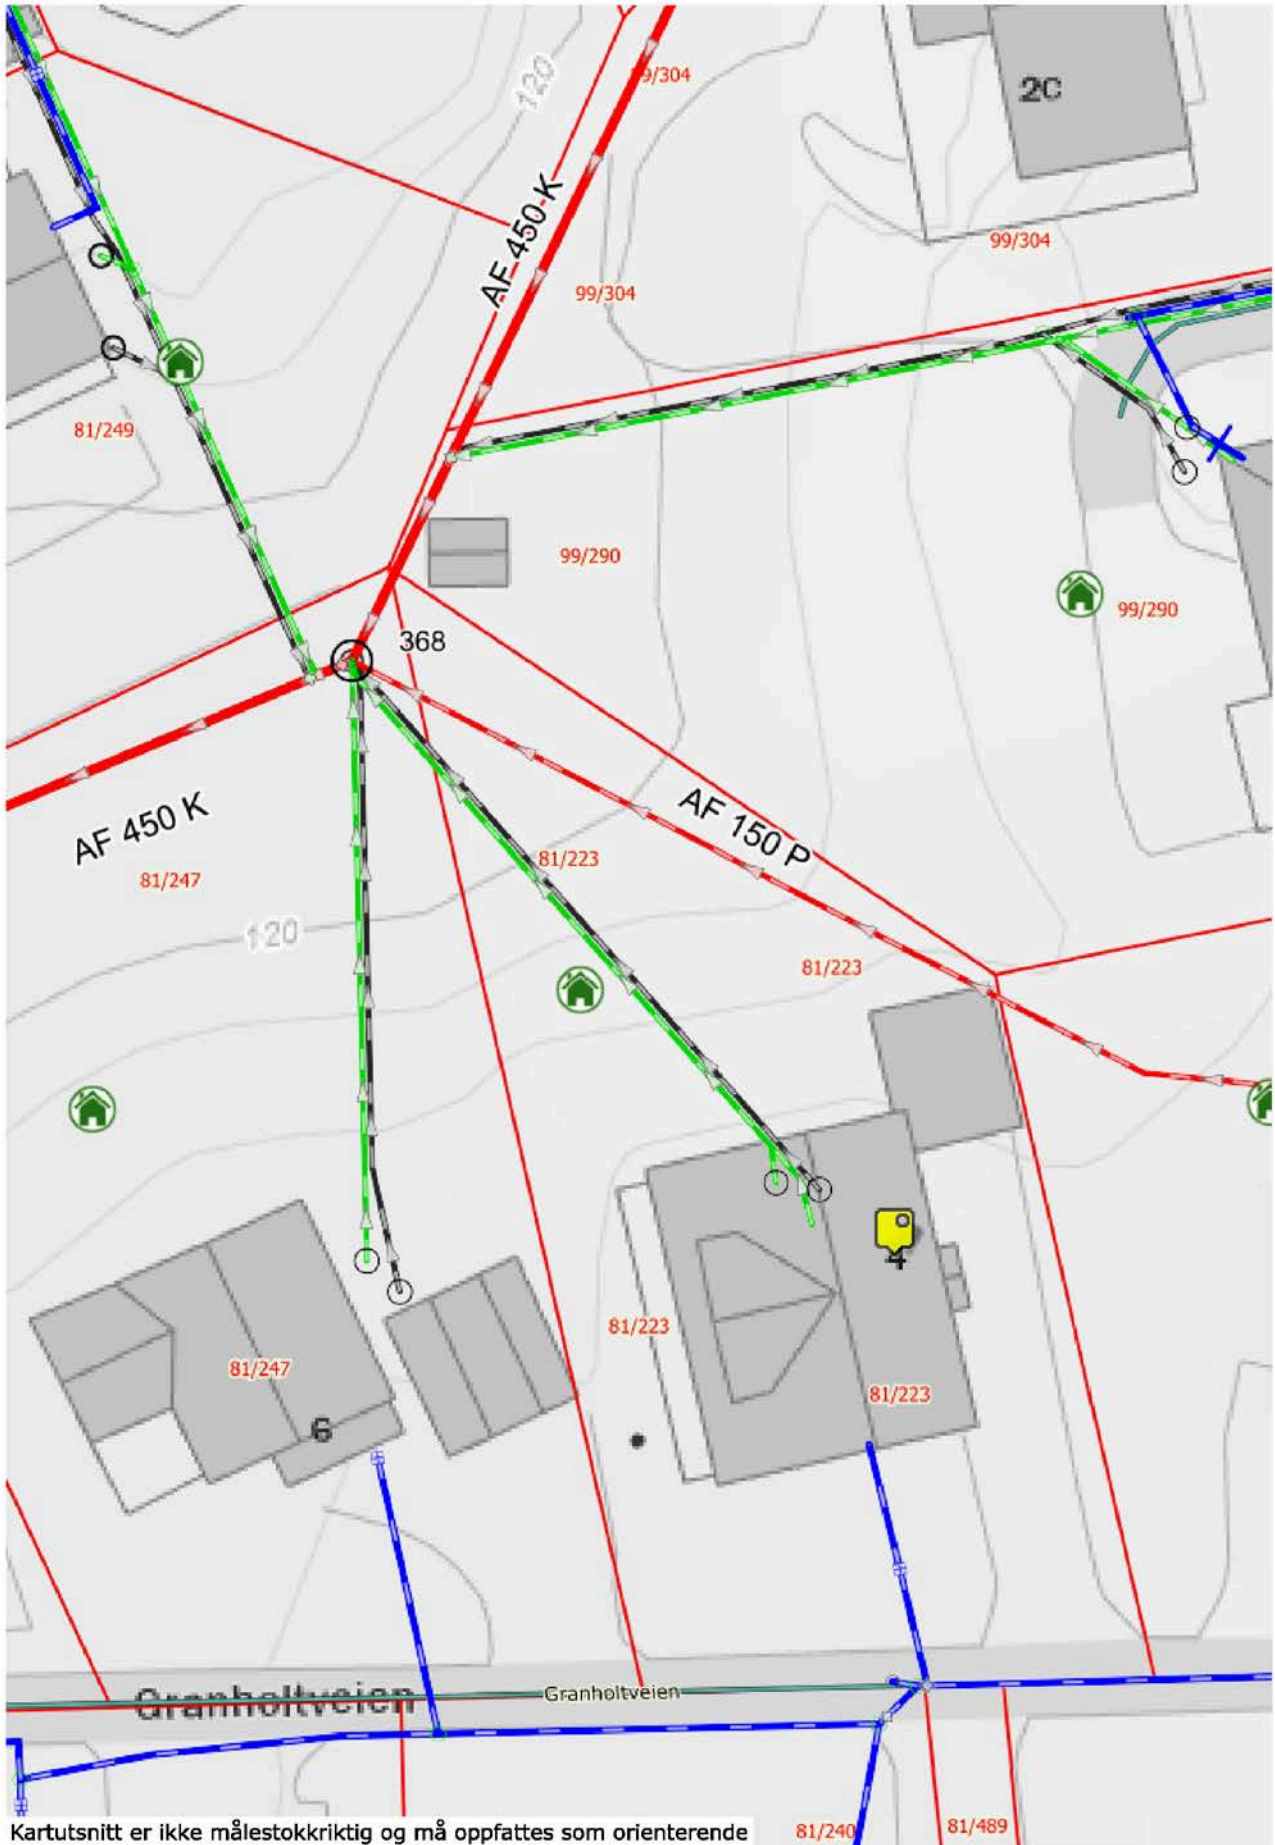 9/304
120
2C
AF 450 K
99/304
99/304
81/249
99/290
99/290
368
AF 450 K
AF 150 P
81/223
81/247
120
81/223
4
81/223
81/247
81/223
6
Granholtveien
Granholtveien
81/240
81/489
Kartutsnitt er ikke målestokkriktig og må oppfattes som orienterende